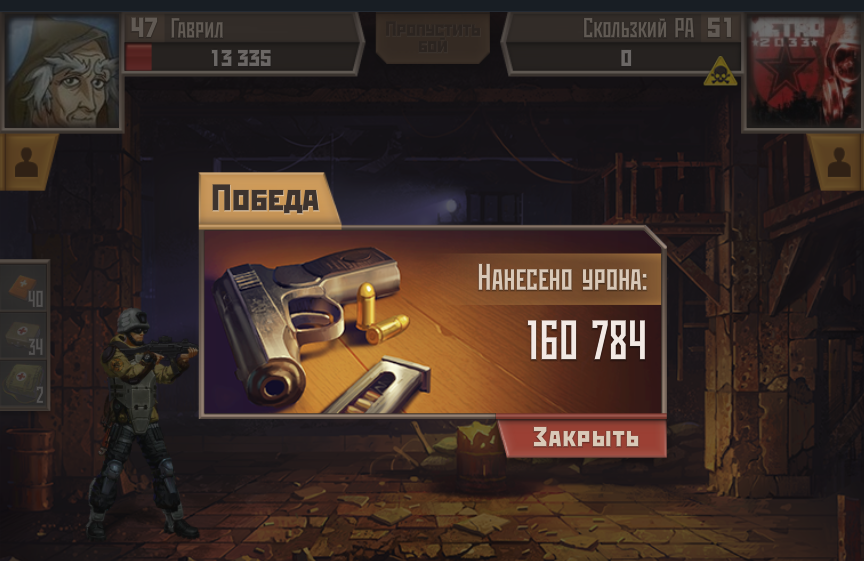 47 Гаврил
13 335
Пропустить
бой
Скользкий РА 51
0
METRO
2033
Победа
Нанесено урона:
160 784
Закрыть
40
34
2